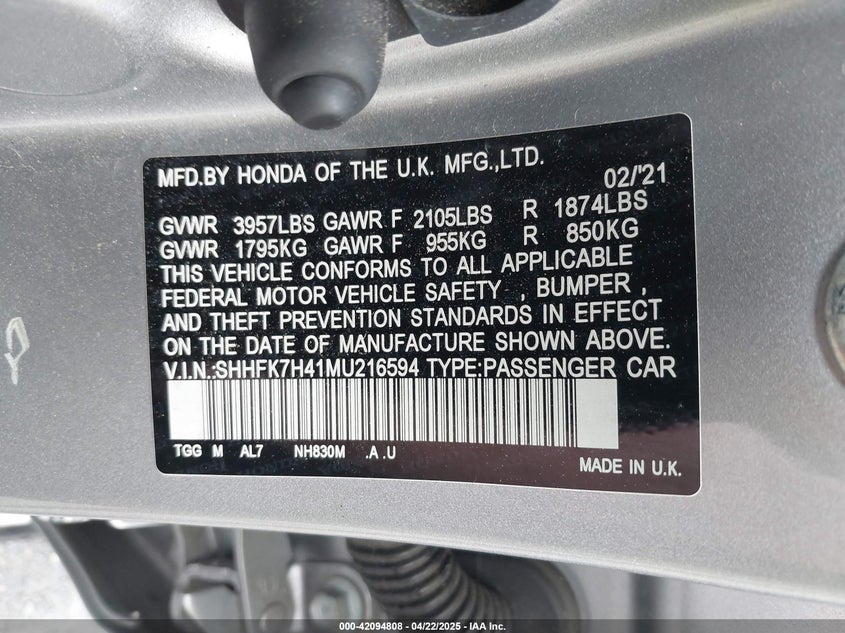 MFD.BY HONDA OF THE U.K. MFG.,LTD.
02/'21
GVWR 3957LBS GAWR F 2105LBS R 1874LBS
GVWR 1795KG GAWR F 955KG R 850KG
THIS VEHICLE CONFORMS TO ALL APPLICABLE
FEDERAL MOTOR VEHICLE SAFETY , BUMPER ,
AND THEFT PREVENTION STANDARDS IN EFFECT
ON THE DATE OF MANUFACTURE SHOWN ABOVE.
V.I.N.:SHHFK7H41MU216594 TYPE:PASSENGER CAR
TGG M AL7 NH830M .A .U
MADE IN U.K.
000-42094808 - 04/22/2025 - IAA Inc.